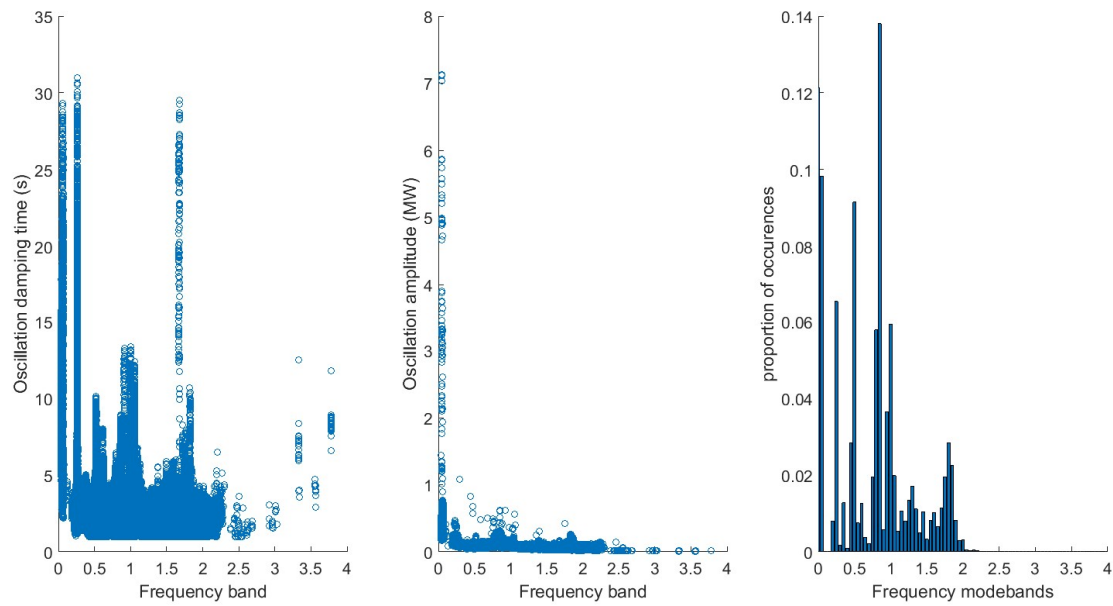 35
30
25
20
15
10
5
0
Oscillation damping time (s)
0 0.5 1 1.5 2 2.5 3 3.5 4
Frequency band
8
7
6
5
4
3
2
1
0
Oscillation amplitude (MW)
0 0.5 1 1.5 2 2.5 3 3.5 4
Frequency band
0.14
0.12
0.1
0.08
0.06
0.04
0.02
0
proportion of occurences
0 0.5 1 1.5 2 2.5 3 3.5 4
Frequency modebands